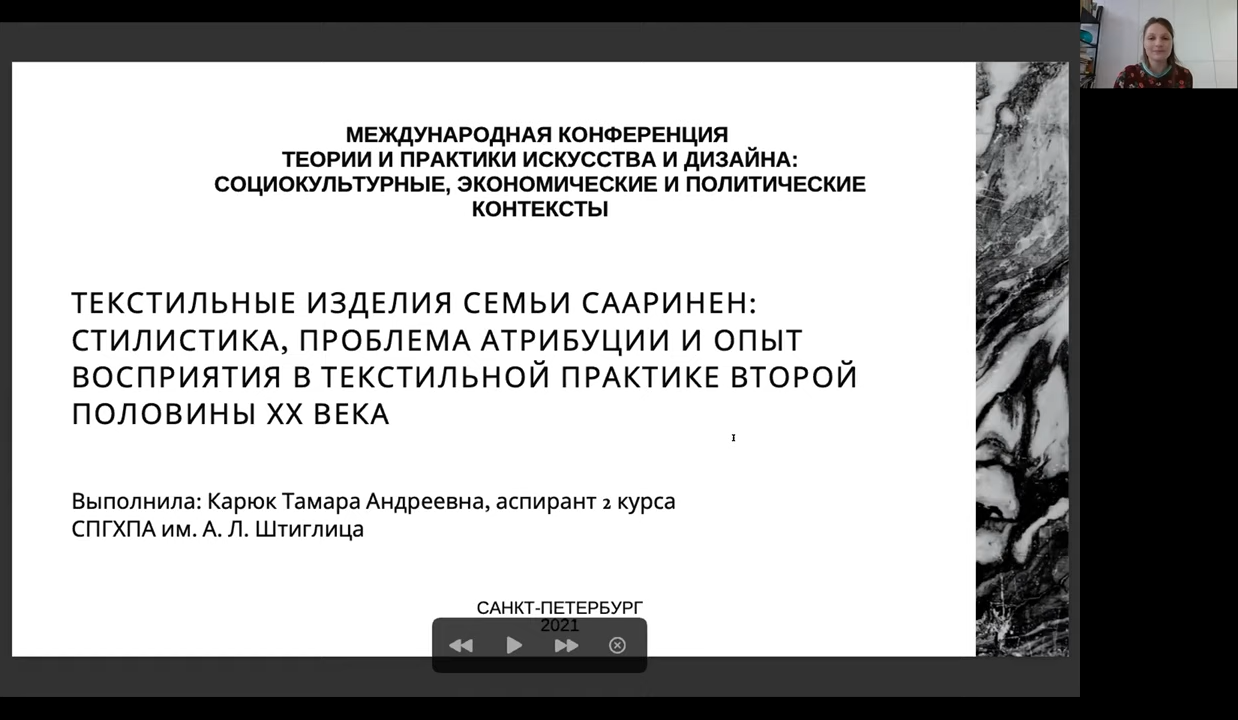 МЕЖДУНАРОДНАЯ КОНФЕРЕНЦИЯ
ТЕОРИИ И ПРАКТИКИ ИСКУССТВА И ДИЗАЙНА:
СОЦИОКУЛЬТУРНЫЕ, ЭКОНОМИЧЕСКИЕ И ПОЛИТИЧЕСКИЕ
КОНТЕКСТЫ
ТЕКСТИЛЬНЫЕ ИЗДЕЛИЯ СЕМЬИ СААРИНЕН:
СТИЛИСТИКА, ПРОБЛЕМА АТРИБУЦИИ И ОПЫТ
ВОСПРИЯТИЯ В ТЕКСТИЛЬНОЙ ПРАКТИКЕ ВТОРОЙ
ПОЛОВИНЫ XX ВЕКА
Выполнила: Карюк Тамара Андреевна, аспирант 2 курса
СПГХПА им. А. Л. Штиглица
САНКТ-ПЕТЕРБУРГ
2021